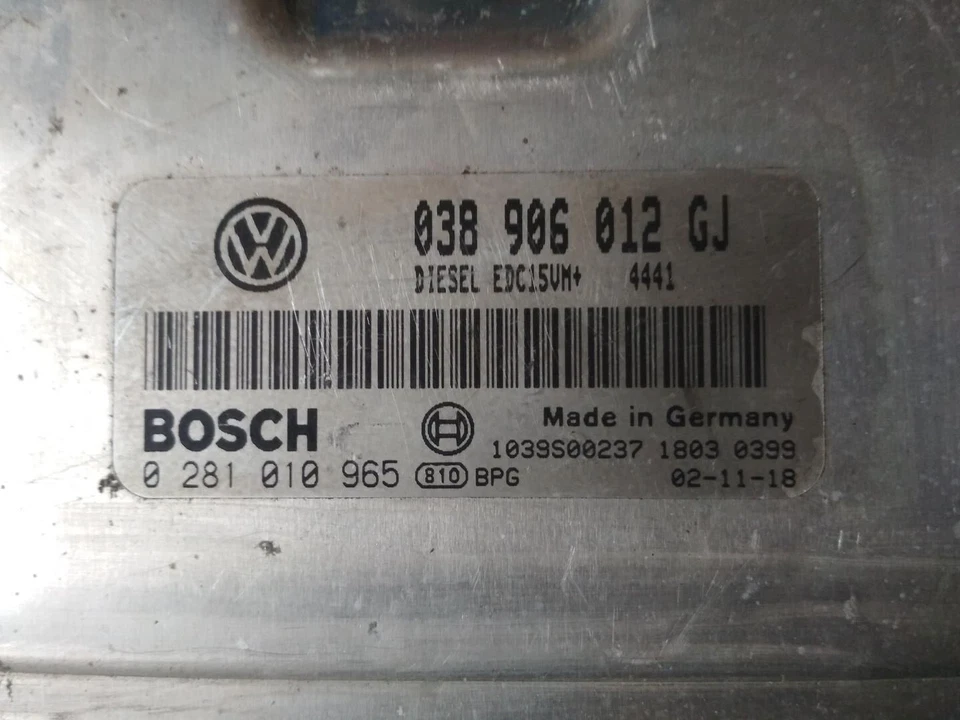 038 906 012 GJ
DIESEL EDC15VM+ 4441
BOSCH
Made in Germany
1039S00237 1803 0399
0 281 010 965 810 BPG 02-11-18